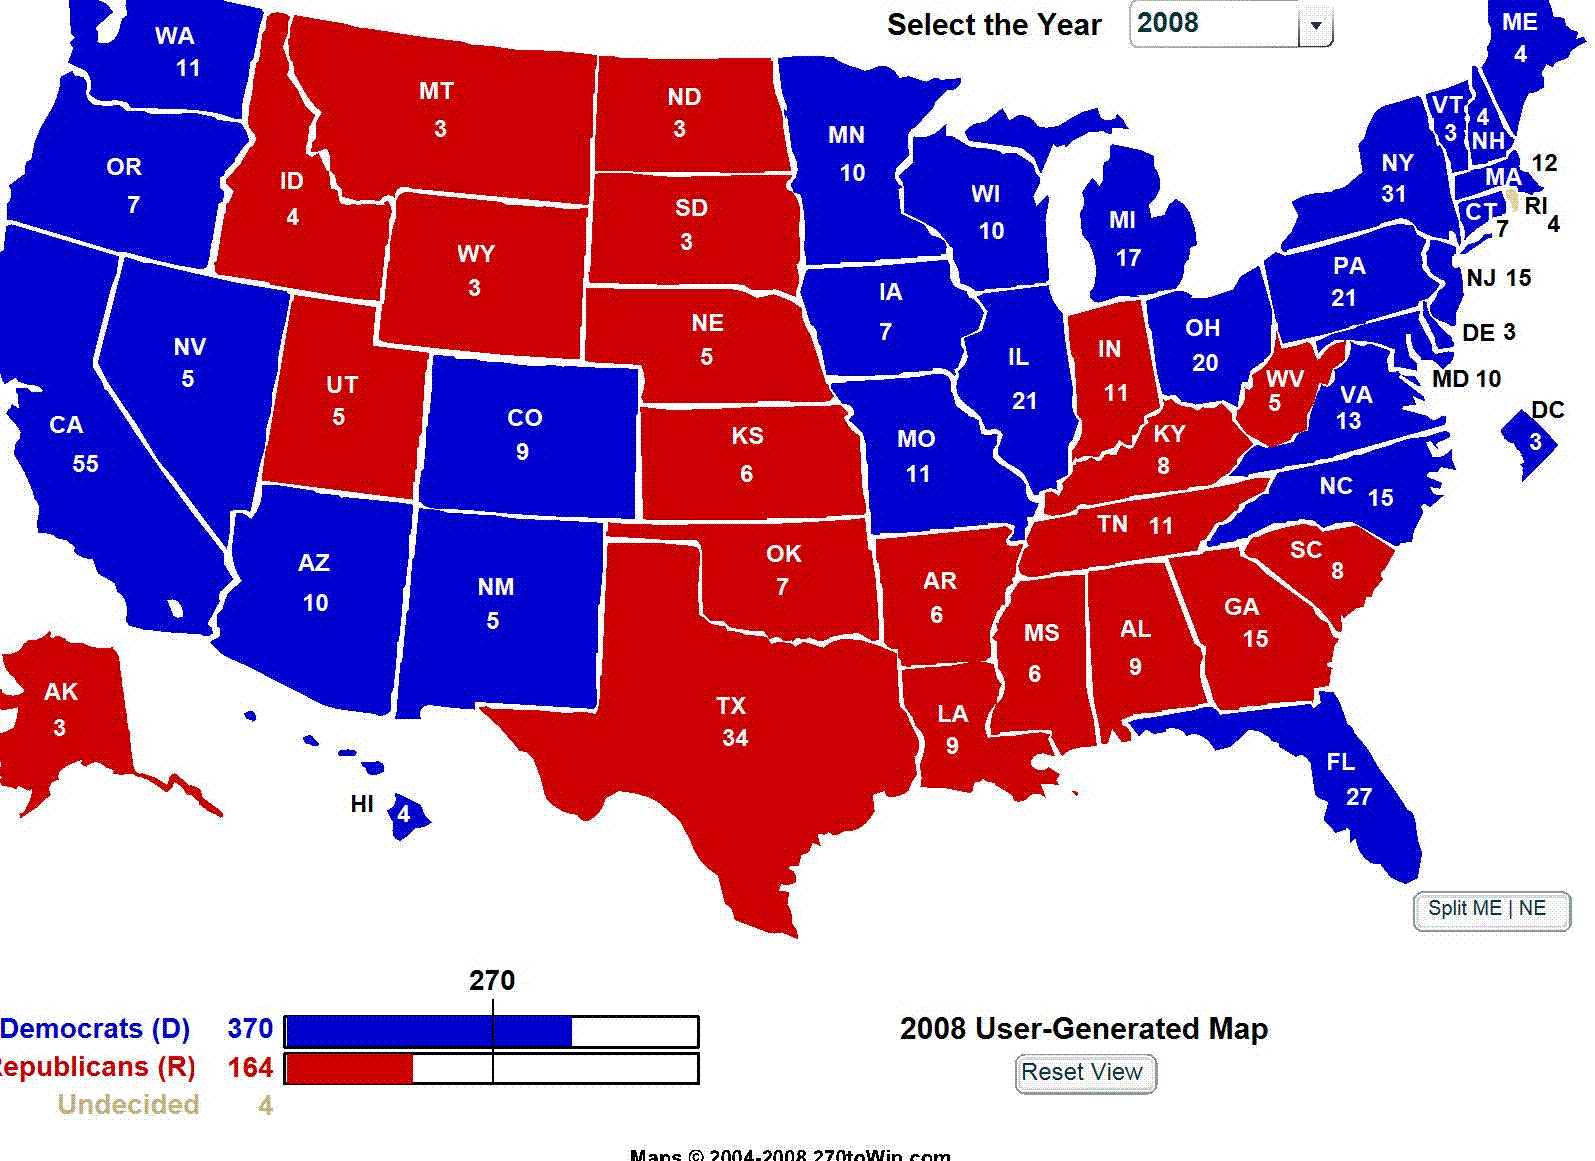 Select the Year 2008
WA
11
ME
4
MT
3
ND
3
MN
10
VT
3
4
NH
OR
7
ID
4
NY
31
12
MA
WI
10
SD
3
MI
17
CT
7
RI
4
WY
3
PA
21
NJ 15
IA
7
NE
5
OH
20
DE 3
NV
5
UT
5
IL
21
IN
11
WV
5
VA
13
MD 10
CO
9
KS
6
MO
11
KY
8
DC
3
CA
55
NC 15
TN 11
AZ
10
NM
5
OK
7
AR
6
SC
8
MS
6
AL
9
GA
15
AK
3
TX
34
LA
9
FL
27
HI
4
Split ME | NE
270
Democrats (D) 370
epublicans (R) 164
Undecided 4
2008 User-Generated Map
Reset View
Maps © 2004-2008 270toWin.com